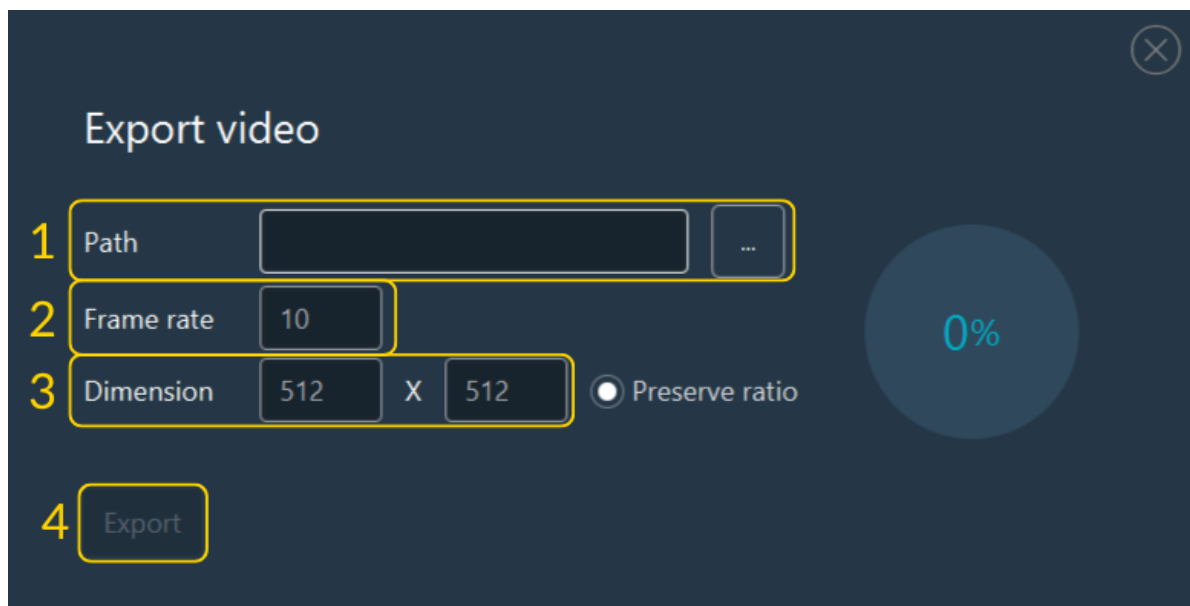 Export video
1 Path ...
2 Frame rate 10
3 Dimension 512 X 512 Preserve ratio
0%
4 Export